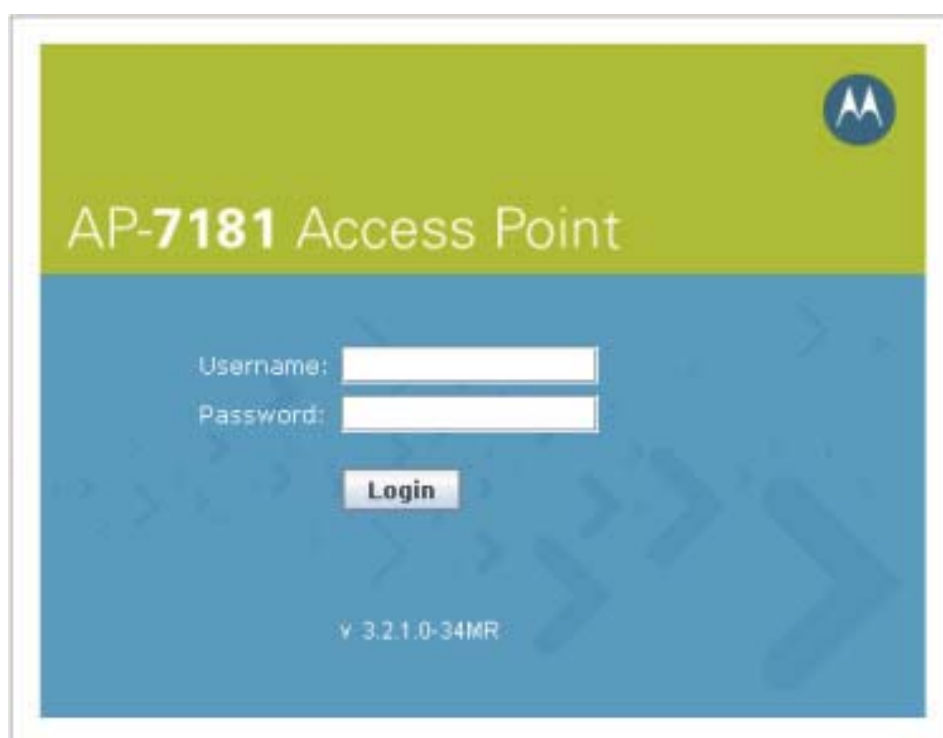 AP-7181 Access Point
Username:
Password:
Login
v 3.2.1.0-34MR